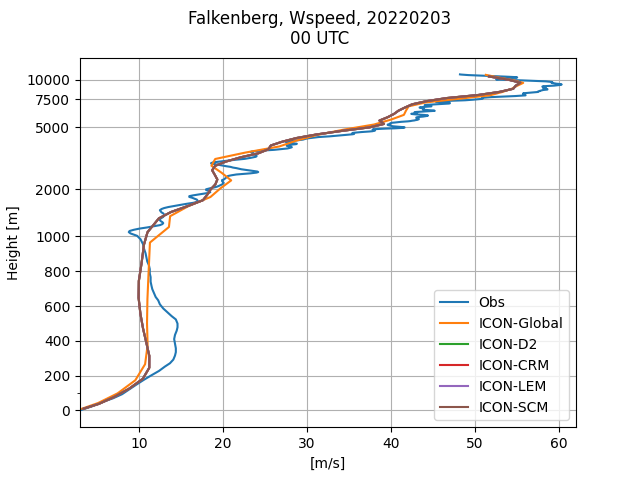 Falkenberg, Wspeed, 20220203
00 UTC
Height [m]
10000
7500
5000
2000
1000
800
600
400
200
0
10
20
30
40
50
60
[m/s]
Obs
ICON-Global
ICON-D2
ICON-CRM
ICON-LEM
ICON-SCM